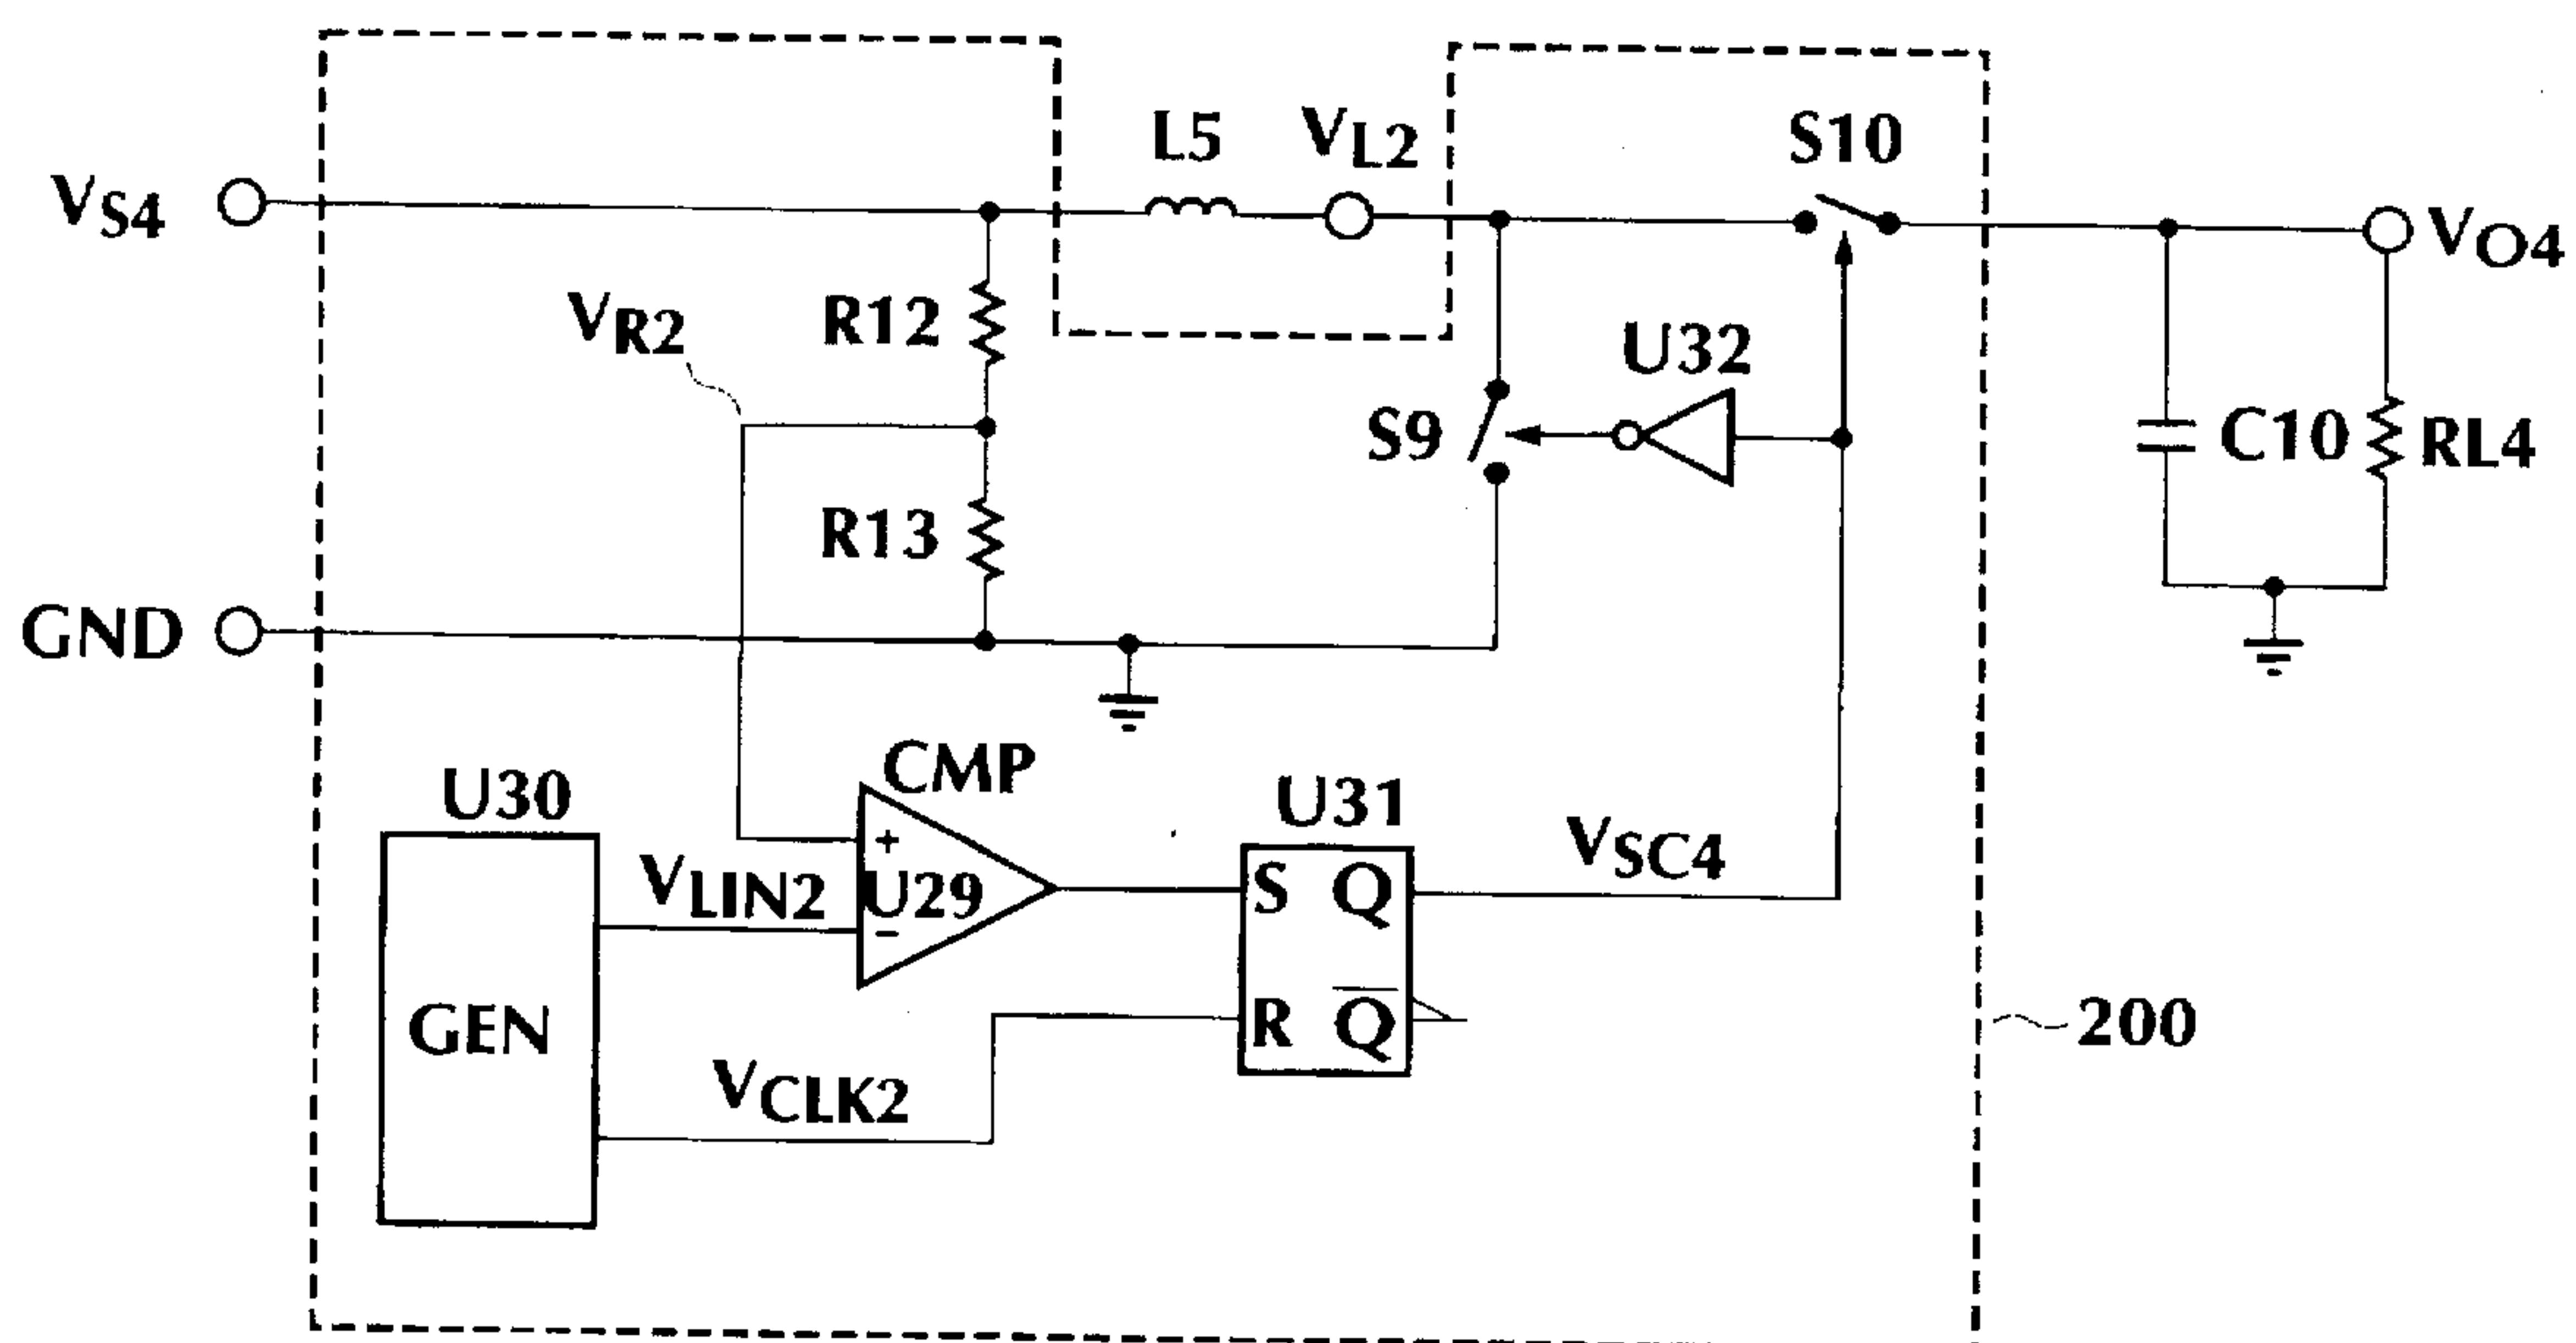 L5
VL2
S10
VS4
VO4
VR2
R12
U32
S9
C10
RL4
R13
GND
CMP
U30
U31
+
VLIN2
U29
−
S Q
VSC4
GEN
R Q̅
200
VCLK2